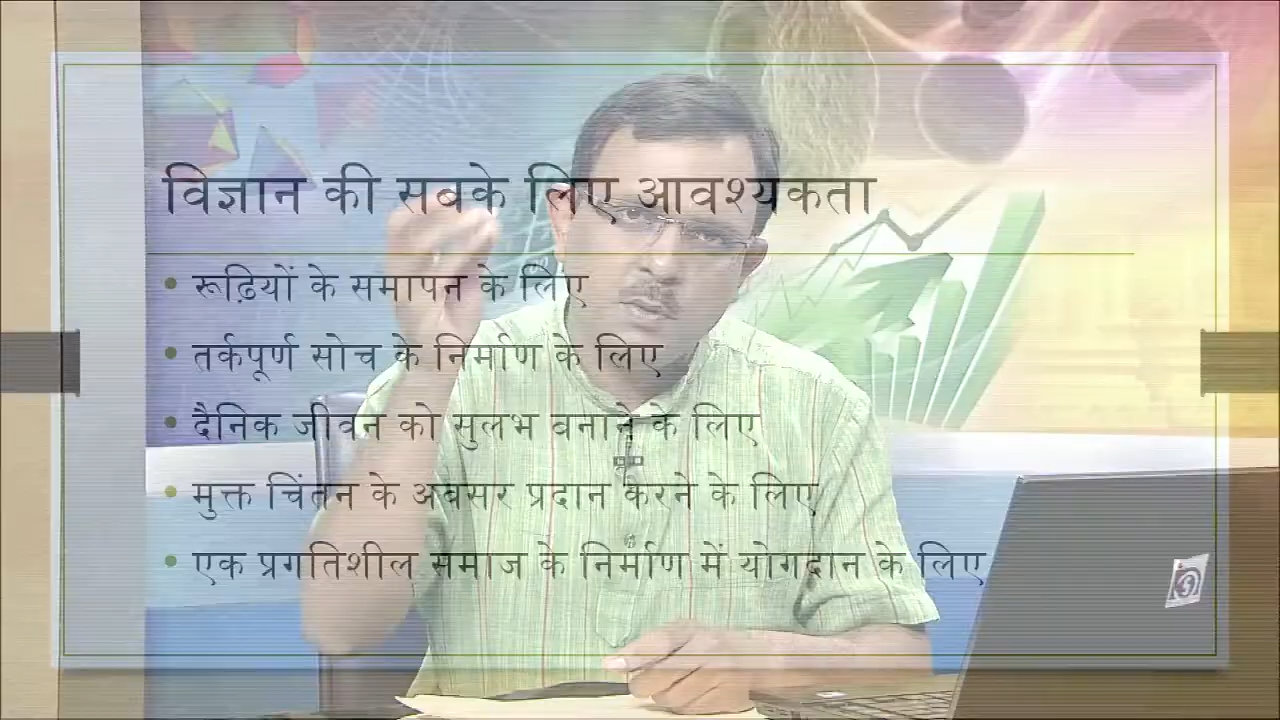 विज्ञान की सबके लिए आवश्यकता
• रूढ़ियों के समापन के लिए
• तर्कपूर्ण सोच के निर्माण के लिए
• दैनिक जीवन को सुलभ बनाने के लिए
• मुक्त चिंतन के अवसर प्रदान करने के लिए
• एक प्रगतिशील समाज के निर्माण में योगदान के लिए